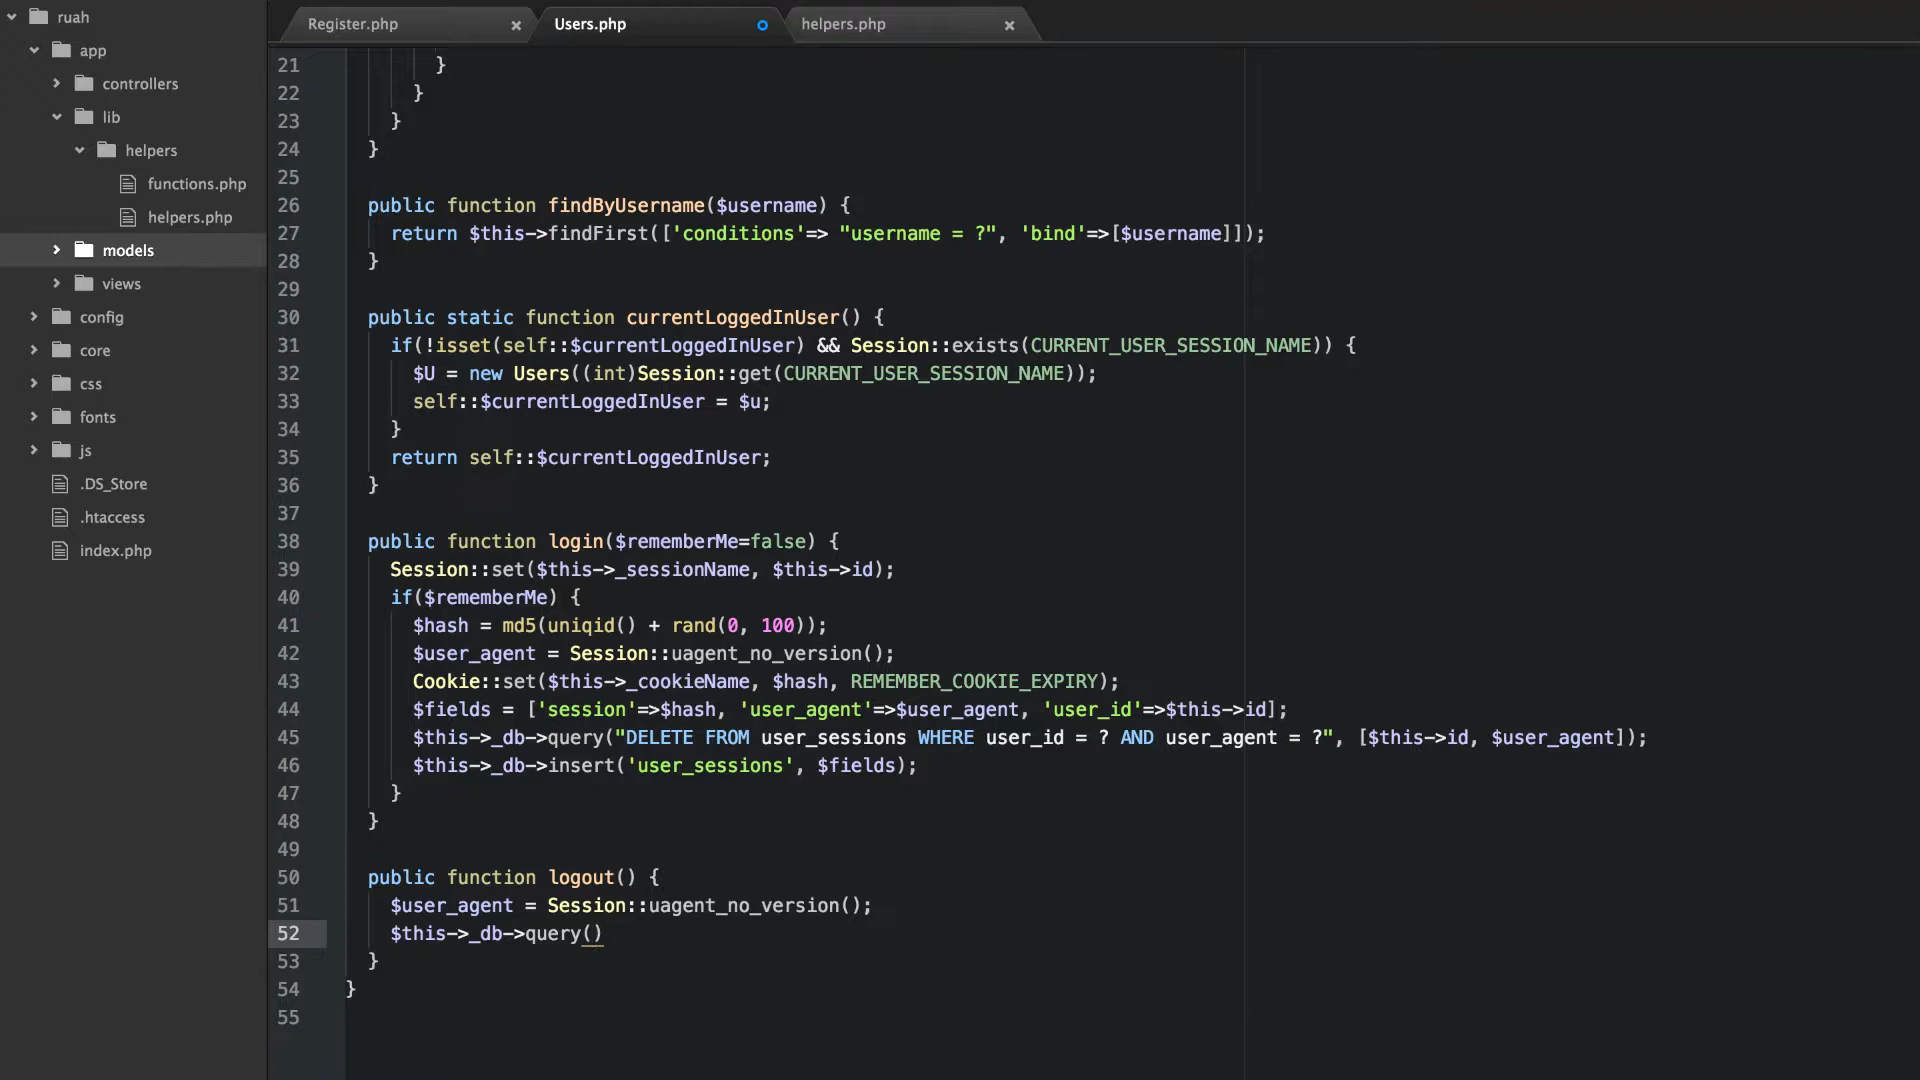 ruah
app
controllers
lib
helpers
functions.php
helpers.php
models
views
config
core
css
fonts
js
.DS_Store
.htaccess
index.php
Register.php
Users.php
helpers.php
21 }
22 }
23 }
24 }
25
26 public function findByUsername($username) {
27 return $this->findFirst(['conditions'=> "username = ?", 'bind'=>[$username]]);
28 }
29
30 public static function currentLoggedInUser() {
31 if(!isset(self::$currentLoggedInUser) && Session::exists(CURRENT_USER_SESSION_NAME)) {
32 $U = new Users((int)Session::get(CURRENT_USER_SESSION_NAME));
33 self::$currentLoggedInUser = $u;
34 }
35 return self::$currentLoggedInUser;
36 }
37
38 public function login($rememberMe=false) {
39 Session::set($this->_sessionName, $this->id);
40 if($rememberMe) {
41 $hash = md5(uniqid() + rand(0, 100));
42 $user_agent = Session::uagent_no_version();
43 Cookie::set($this->_cookieName, $hash, REMEMBER_COOKIE_EXPIRY);
44 $fields = ['session'=>$hash, 'user_agent'=>$user_agent, 'user_id'=>$this->id];
45 $this->_db->query("DELETE FROM user_sessions WHERE user_id = ? AND user_agent = ?", [$this->id, $user_agent]);
46 $this->_db->insert('user_sessions', $fields);
47 }
48 }
49
50 public function logout() {
51 $user_agent = Session::uagent_no_version();
52 $this->_db->query()
53 }
54 }
55